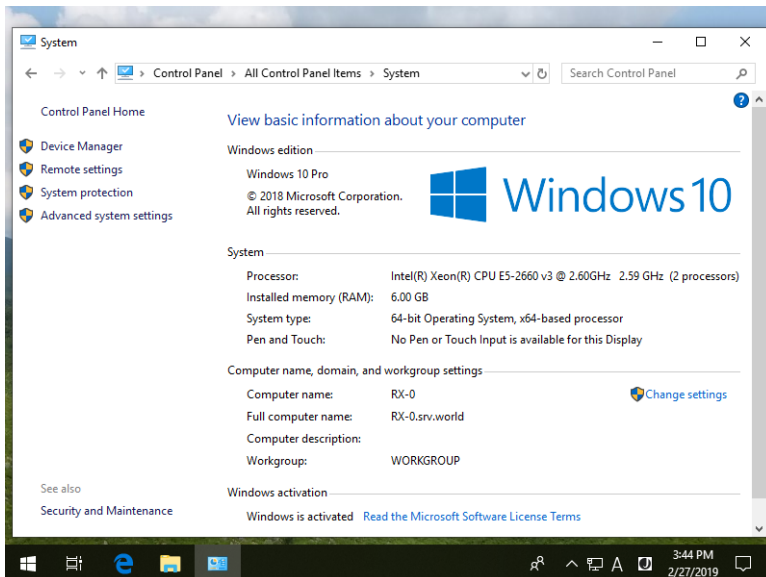 System
Control Panel > All Control Panel Items > System
Search Control Panel
Control Panel Home
Device Manager
Remote settings
System protection
Advanced system settings
See also
Security and Maintenance
View basic information about your computer
Windows edition
Windows 10 Pro
© 2018 Microsoft Corporation.
All rights reserved.
Windows 10
System
Processor: Intel(R) Xeon(R) CPU E5-2660 v3 @ 2.60GHz 2.59 GHz (2 processors)
Installed memory (RAM): 6.00 GB
System type: 64-bit Operating System, x64-based processor
Pen and Touch: No Pen or Touch Input is available for this Display
Computer name, domain, and workgroup settings
Computer name: RX-0
Change settings
Full computer name: RX-0.srv.world
Computer description:
Workgroup: WORKGROUP
Windows activation
Windows is activated Read the Microsoft Software License Terms
A
3:44 PM
2/27/2019